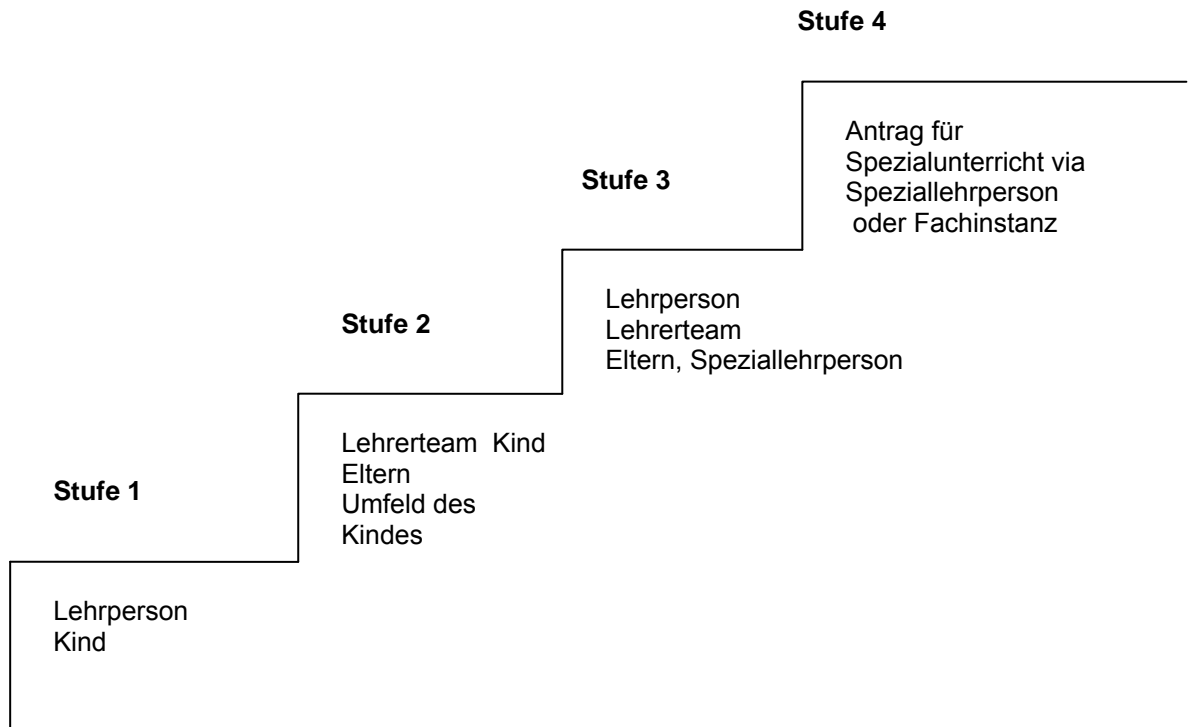 Stufe 4
Antrag für
Spezialunterricht via
Speziallehrperson
oder Fachinstanz
Stufe 3
Lehrperson
Lehrerteam
Eltern, Speziallehrperson
Stufe 2
Lehrerteam  Kind
Eltern
Umfeld des
Kindes
Stufe 1
Lehrperson
Kind